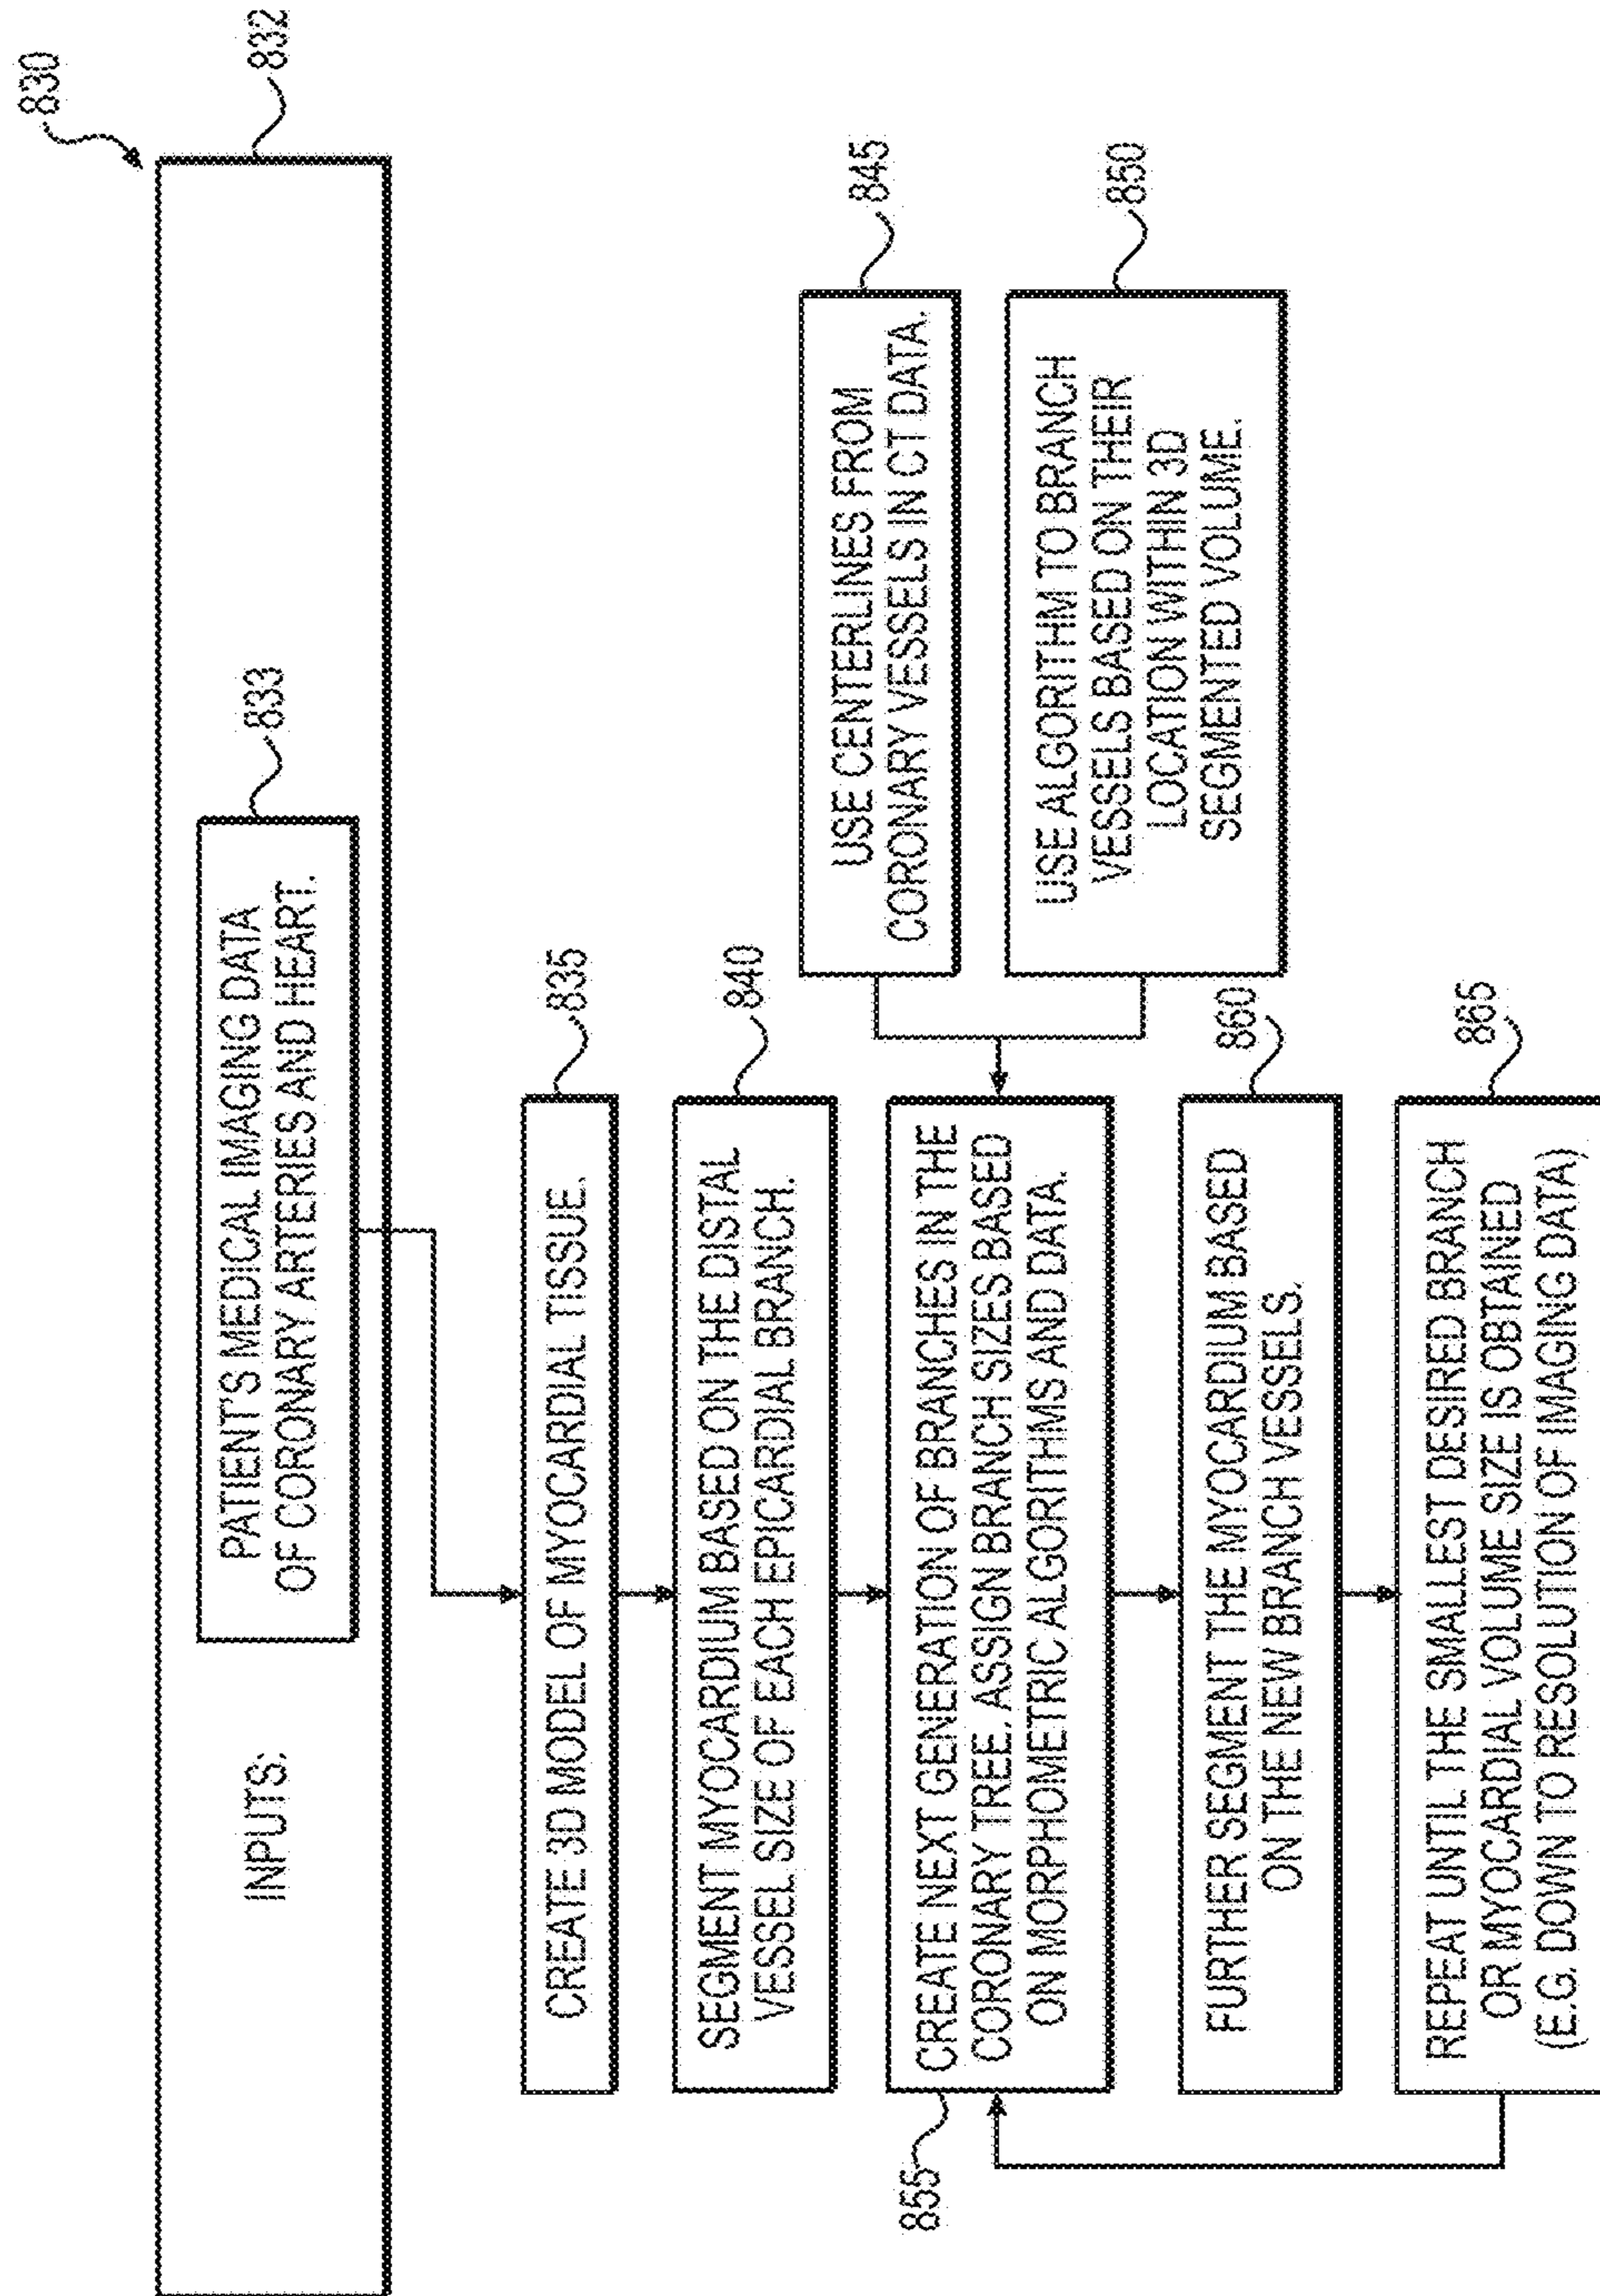 830
832
INPUTS:
PATIENT'S MEDICAL IMAGING DATA
OF CORONARY ARTERIES AND HEART.
833
CREATE 3D MODEL OF MYOCARDIAL TISSUE.
835
SEGMENT MYOCARDIUM BASED ON THE DISTAL
VESSEL SIZE OF EACH EPICARDIAL BRANCH.
840
USE CENTERLINES FROM
CORONARY VESSELS IN CT DATA.
845
USE ALGORITHM TO BRANCH
VESSELS BASED ON THEIR
LOCATION WITHIN 3D
SEGMENTED VOLUME.
850
855
CREATE NEXT GENERATION OF BRANCHES IN THE
CORONARY TREE. ASSIGN BRANCH SIZES BASED
ON MORPHOMETRIC ALGORITHMS AND DATA.
FURTHER SEGMENT THE MYOCARDIUM BASED
ON THE NEW BRANCH VESSELS.
860
REPEAT UNTIL THE SMALLEST DESIRED BRANCH
OR MYOCARDIAL VOLUME SIZE IS OBTAINED
(E.G. DOWN TO RESOLUTION OF IMAGING DATA)
865